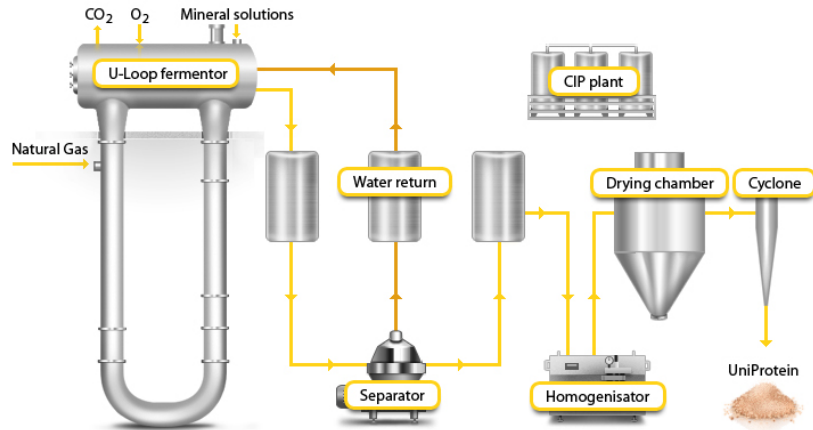 CO2 O2 Mineral solutions
U-Loop fermentor
CIP plant
Natural Gas
Water return
Drying chamber
Cyclone
Separator
Homogenisator
UniProtein